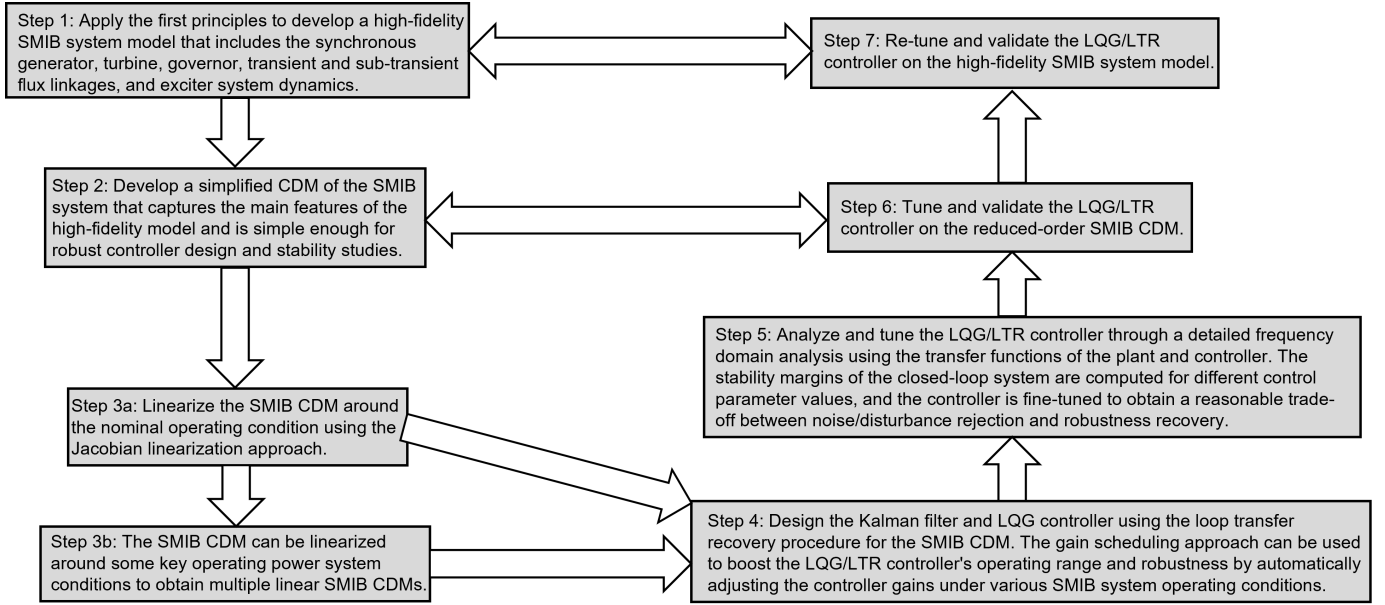 Step 1: Apply the first principles to develop a high-fidelity
SMIB system model that includes the synchronous
generator, turbine, governor, transient and sub-transient
flux linkages, and exciter system dynamics.
Step 7: Re-tune and validate the LQG/LTR
controller on the high-fidelity SMIB system model.
Step 2: Develop a simplified CDM of the SMIB
system that captures the main features of the
high-fidelity model and is simple enough for
robust controller design and stability studies.
Step 6: Tune and validate the LQG/LTR
controller on the reduced-order SMIB CDM.
Step 5: Analyze and tune the LQG/LTR controller through a detailed frequency
domain analysis using the transfer functions of the plant and controller. The
stability margins of the closed-loop system are computed for different control
parameter values, and the controller is fine-tuned to obtain a reasonable trade-
off between noise/disturbance rejection and robustness recovery.
Step 3a: Linearize the SMIB CDM around
the nominal operating condition using the
Jacobian linearization approach.
Step 3b: The SMIB CDM can be linearized
around some key operating power system
conditions to obtain multiple linear SMIB CDMs.
Step 4: Design the Kalman filter and LQG controller using the loop transfer
recovery procedure for the SMIB CDM. The gain scheduling approach can be used
to boost the LQG/LTR controller's operating range and robustness by automatically
adjusting the controller gains under various SMIB system operating conditions.